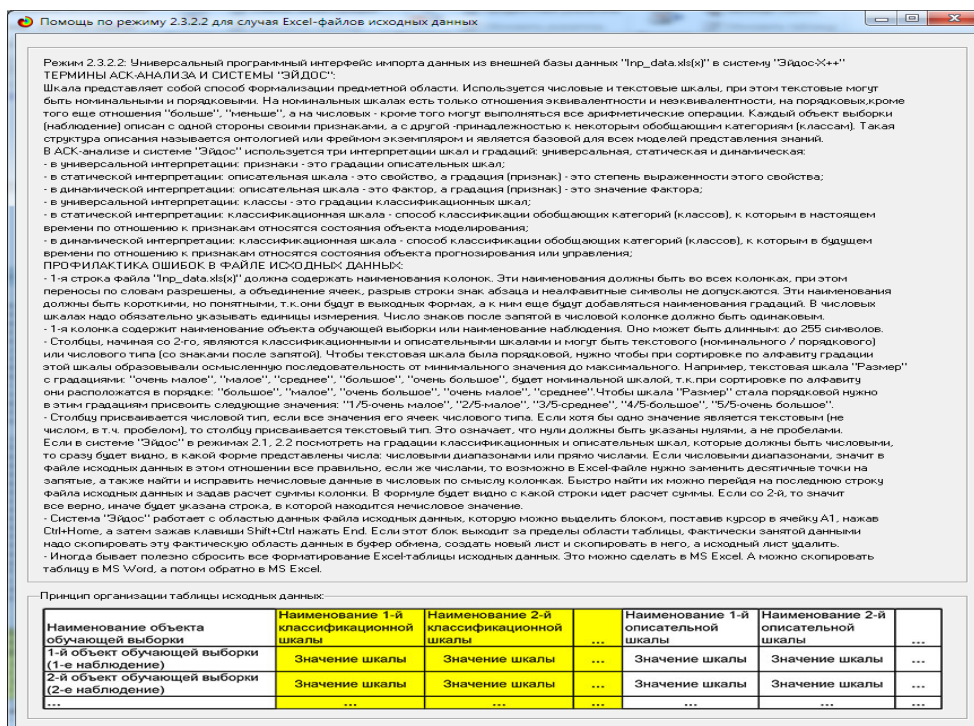 Помощь по режиму 2.3.2.2 для случая Excel-файлов исходных данных
Режим 2.3.2.2: Универсальный программный интерфейс импорта данных из внешней базы данных "Inp_data.xls(x)" в систему "Эйдос-X++"
ТЕРМИНЫ АСК-АНАЛИЗА И СИСТЕМЫ "ЭЙДОС":
Шкала представляет собой способ формализации предметной области. Используется числовые и текстовые шкалы, при этом текстовые могут
быть номинальными и порядковыми. На номинальных шкалах есть только отношения эквивалентности и неэквивалентности, на порядковых,кроме
того еще отношения "больше", "меньше", а на числовых - кроме того могут выполняться все арифметические операции. Каждый объект выборки
(наблюдение) описан с одной стороны своими признаками, а с другой -принадлежностью к некоторым обобщающим категориям (классам). Такая
структура описания называется онтологией или фреймом экземпляром и является базовой для всех моделей представления знаний.
В АСК-анализе и системе "Эйдос" используется три интерпретации шкал и градаций: универсальная, статическая и динамическая:
- в универсальной интерпретации: признаки - это градации описательных шкал;
- в статической интерпретации: описательная шкала - это свойство, а градация (признак) - это степень выраженности этого свойства;
- в динамической интерпретации: описательная шкала - это фактор, а градация (признак) - это значение фактора;
- в универсальной интерпретации: классы - это градации классификационных шкал;
- в статической интерпретации: классификационная шкала - способ классификации обобщающих категорий (классов), к которым в настоящем
времени по отношению к признакам относятся состояния объекта моделирования;
- в динамической интерпретации: классификационная шкала - способ классификации обобщающих категорий (классов), к которым в будущем
времени по отношению к признакам относятся состояния объекта прогнозирования или управления;
ПРОФИЛАКТИКА ОШИБОК В ФАЙЛЕ ИСХОДНЫХ ДАННЫХ:
- 1-я строка файла "Inp_data.xls(x)" должна содержать наименования колонок. Эти наименования должны быть во всех колонках, при этом
переносы по словам разрешены, а объединение ячеек, разрыв строки знак абзаца и неалфавитные символы не допускаются. Эти наименования
должны быть короткими, но понятными, т.к.они будут в выходных формах, а к ним еще будут добавляться наименования градаций. В числовых
шкалах надо обязательно указывать единицы измерения. Число знаков после запятой в числовой колонке должно быть одинаковым.
- 1-я колонка содержит наименование объекта обучающей выборки или наименование наблюдения. Оно может быть длинным: до 255 символов.
- Столбцы, начиная со 2-го, являются классификационными и описательными шкалами и могут быть текстового (номинального / порядкового)
или числового типа (со знаками после запятой). Чтобы текстовая шкала была порядковой, нужно чтобы при сортировке по алфавиту градации
этой шкалы образовывали осмысленную последовательность от минимального значения до максимального. Например, текстовая шкала "Размер"
с градациями: "очень малое", "малое", "среднее", "большое", "очень большое", будет номинальной шкалой, т.к.при сортировке по алфавиту
они расположатся в порядке: "большое", "малое", "очень большое", "очень малое", "среднее".Чтобы шкала "Размер" стала порядковой нужно
в этим градациям присвоить следующие значения: "1/5-очень малое", "2/5-малое", "3/5-среднее", "4/5-большое", "5/5-очень большое".
- Столбцу присваивается числовой тип, если все значения его ячеек числового типа. Если хотя бы одно значение является текстовым (не
числом, в т.ч. пробелом), то столбцу присваивается текстовый тип. Это означает, что нули должны быть указаны нулями, а не пробелами.
Если в системе "Эйдос" в режимах 2.1, 2.2 посмотреть на градации классификационных и описательных шкал, которые должны быть числовыми,
то сразу будет видно, в какой форме представлены числа: числовыми диапазонами или прямо числами. Если числовыми диапазонами, значит в
файле исходных данных в этом отношении все правильно, если же числами, то возможно в Excel-файле нужно заменить десятичные точки на
запятые, а также найти и исправить нечисловые данные в числовых по смыслу колонках. Быстро найти их можно перейдя на последнюю строку
файла исходных данных и задав расчет суммы колонки. В формуле будет видно с какой строки идет расчет суммы. Если со 2-й, то значит
все верно, иначе будет указана строка, в которой находится нечисловое значение.
- Система "Эйдос" работает с областью данных файла исходных данных, которую можно выделить блоком, поставив курсор в ячейку A1, нажав
Ctrl+Home, а затем зажав клавиши Shift+Ctrl нажать End. Если этот блок выходит за пределы области таблицы, фактически занятой данными
надо скопировать эту фактическую область данных в буфер обмена, создать новый лист и скопировать в него, а исходный лист удалить.
- Иногда бывает полезно сбросить все форматирование Excel-таблицы исходных данных. Это можно сделать в MS Excel. А можно скопировать
таблицу в MS Word, а потом обратно в MS Excel.
Принцип организации таблицы исходных данных:
Наименование объекта обучающей выборки Наименование 1-й классификационной шкалы Наименование 2-й классификационной шкалы ... Наименование 1-й описательной шкалы Наименование 2-й описательной шкалы ...
1-й объект обучающей выборки (1-е наблюдение) Значение шкалы Значение шкалы ... Значение шкалы Значение шкалы ...
2-й объект обучающей выборки (2-е наблюдение) Значение шкалы Значение шкалы ... Значение шкалы Значение шкалы ...
... ... ... ... ... ... ...